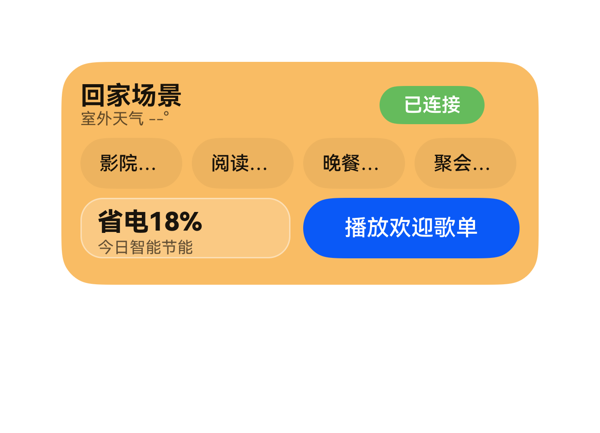 回家场景
室外天气 --°
已连接
影院…
阅读…
晚餐…
聚会…
省电18%
今日智能节能
播放欢迎歌单